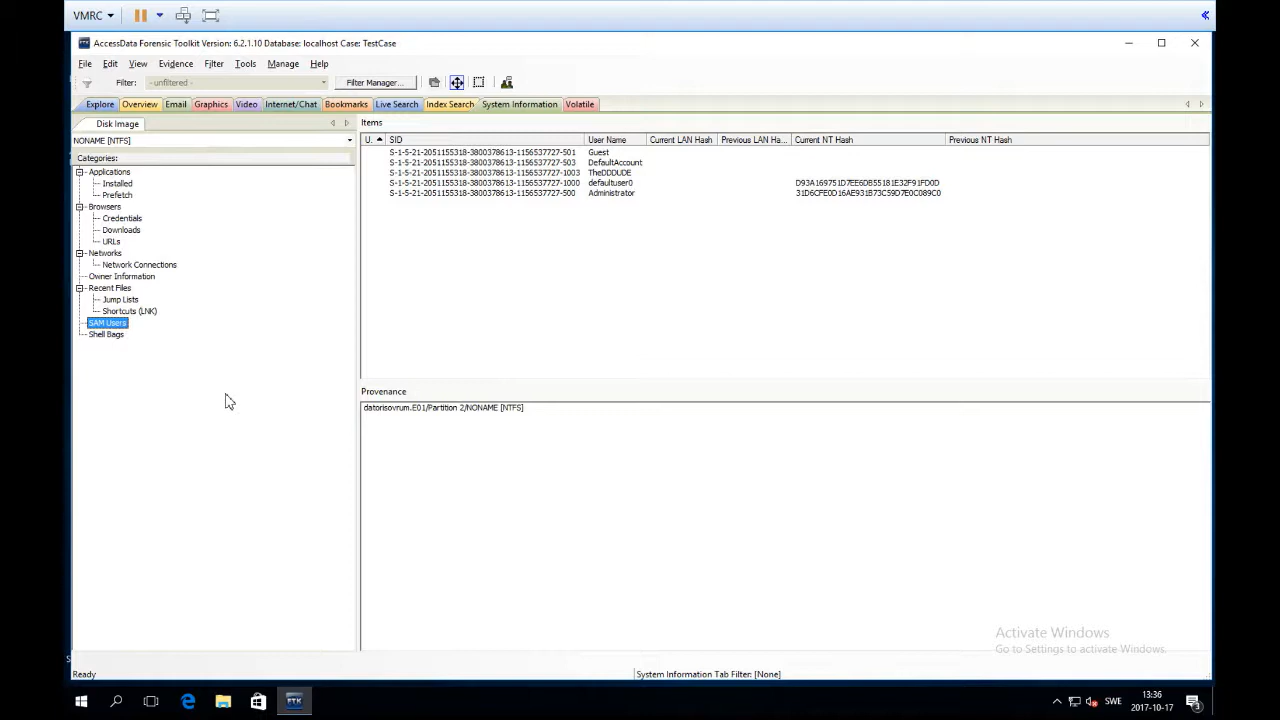 VMRC
AccessData Forensic Toolkit Version: 6.2.1.10 Database: localhost Case: TestCase
File Edit View Evidence Filter Tools Manage Help
Filter: - unfiltered - Filter Manager...
Explore Overview Email Graphics Video Internet/Chat Bookmarks Live Search Index Search System Information Volatile
Disk Image
NONAME [NTFS]
Categories:
Applications
Installed
Prefetch
Browsers
Credentials
Downloads
URLs
Networks
Network Connections
Owner Information
Recent Files
Jump Lists
Shortcuts (LNK)
SAM Users
Shell Bags
Items
U. SID User Name Current LAN Hash Previous LAN Ha... Current NT Hash Previous NT Hash
S-1-5-21-2051155318-3800378613-1156537727-501 Guest
S-1-5-21-2051155318-3800378613-1156537727-503 DefaultAccount
S-1-5-21-2051155318-3800378613-1156537727-1003 TheDDDUDE
S-1-5-21-2051155318-3800378613-1156537727-1000 defaultuser0 D93A169751D7EE6DB55181E32F91FD0D
S-1-5-21-2051155318-3800378613-1156537727-500 Administrator 31D6CFE0D16AE931B73C59D7E0C089C0
Provenance
datorisovrum.E01/Partition 2/NONAME [NTFS]
Activate Windows
Go to Settings to activate Windows.
Ready System Information Tab Filter: [None]
FTK SWE 13:36
2017-10-17 3